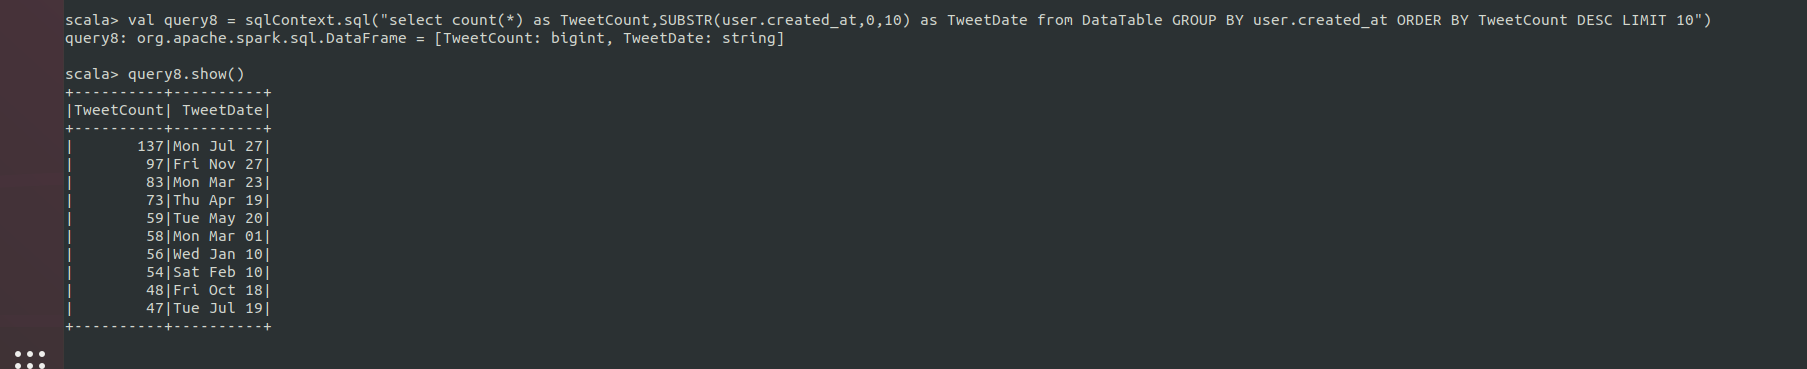 scala> val query8 = sqlContext.sql("select count(*) as TweetCount,SUBSTR(user.created_at,0,10) as TweetDate from DataTable GROUP BY user.created_at ORDER BY TweetCount DESC LIMIT 10")
query8: org.apache.spark.sql.DataFrame = [TweetCount: bigint, TweetDate: string]
scala> query8.show()
+----------+----------+
|TweetCount| TweetDate|
+----------+----------+
|       137|Mon Jul 27|
|        97|Fri Nov 27|
|        83|Mon Mar 23|
|        73|Thu Apr 19|
|        59|Tue May 20|
|        58|Mon Mar 01|
|        56|Wed Jan 10|
|        54|Sat Feb 10|
|        48|Fri Oct 18|
|        47|Tue Jul 19|
+----------+----------+